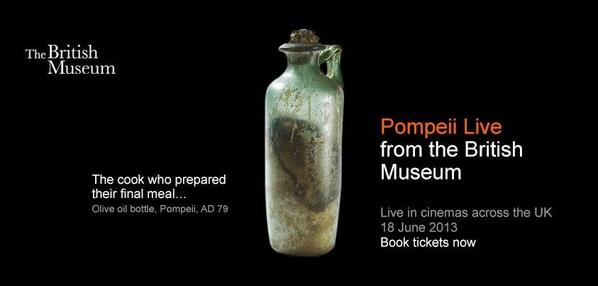 The British
Museum
The cook who prepared
their final meal...
Olive oil bottle, Pompeii, AD 79
Pompeii Live
from the British
Museum
Live in cinemas across the UK
18 June 2013
Book tickets now